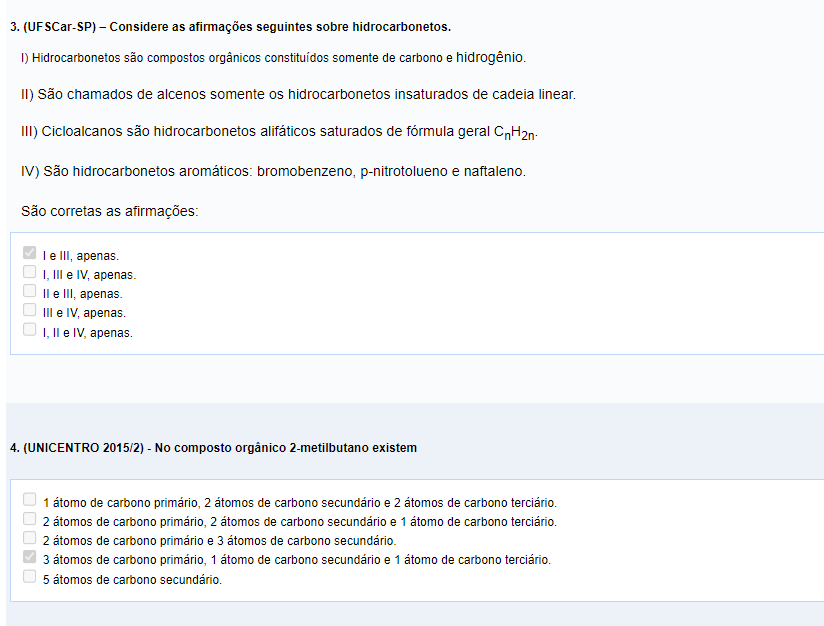 3. (UFSCar-SP) – Considere as afirmações seguintes sobre hidrocarbonetos.
I) Hidrocarbonetos são compostos orgânicos constituídos somente de carbono e hidrogênio.
II) São chamados de alcenos somente os hidrocarbonetos insaturados de cadeia linear.
III) Cicloalcanos são hidrocarbonetos alifáticos saturados de fórmula geral CnH2n.
IV) São hidrocarbonetos aromáticos: bromobenzeno, p-nitrotolueno e naftaleno.
São corretas as afirmações:
I e III, apenas.
I, III e IV, apenas.
II e III, apenas.
III e IV, apenas.
I, II e IV, apenas.
4. (UNICENTRO 2015/2) - No composto orgânico 2-metilbutano existem
1 átomo de carbono primário, 2 átomos de carbono secundário e 2 átomos de carbono terciário.
2 átomos de carbono primário, 2 átomos de carbono secundário e 1 átomo de carbono terciário.
2 átomos de carbono primário e 3 átomos de carbono secundário.
3 átomos de carbono primário, 1 átomo de carbono secundário e 1 átomo de carbono terciário.
5 átomos de carbono secundário.